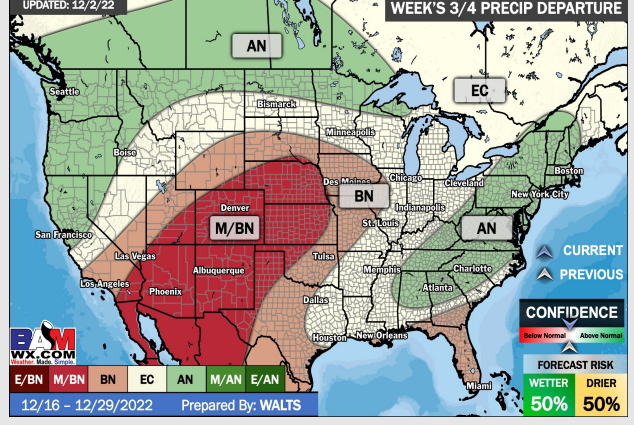 UPDATED: 12/2/22
WEEK'S 3/4 PRECIP DEPARTURE
AN
EC
Seattle
Bismarck
Minneapolis
Boise
Boston
Chicago
Cleveland
Des Moines
New York City
BN
Denver
Indianapolis
St. Louis
M/BN
AN
San Francisco
Las Vegas
Tulsa
CURRENT
Albuquerque
Memphis
Charlotte
PREVIOUS
Los Angeles
Phoenix
Atlanta
Dallas
CONFIDENCE
Below Normal
Above Normal
Houston
New Orleans
BAM
WX.COM
Weather. Made. Simple.
FORECAST RISK
E/BN M/BN BN EC AN M/AN E/AN
Miami
WETTER
50%
DRIER
50%
12/16 – 12/29/2022 Prepared By: WALTS